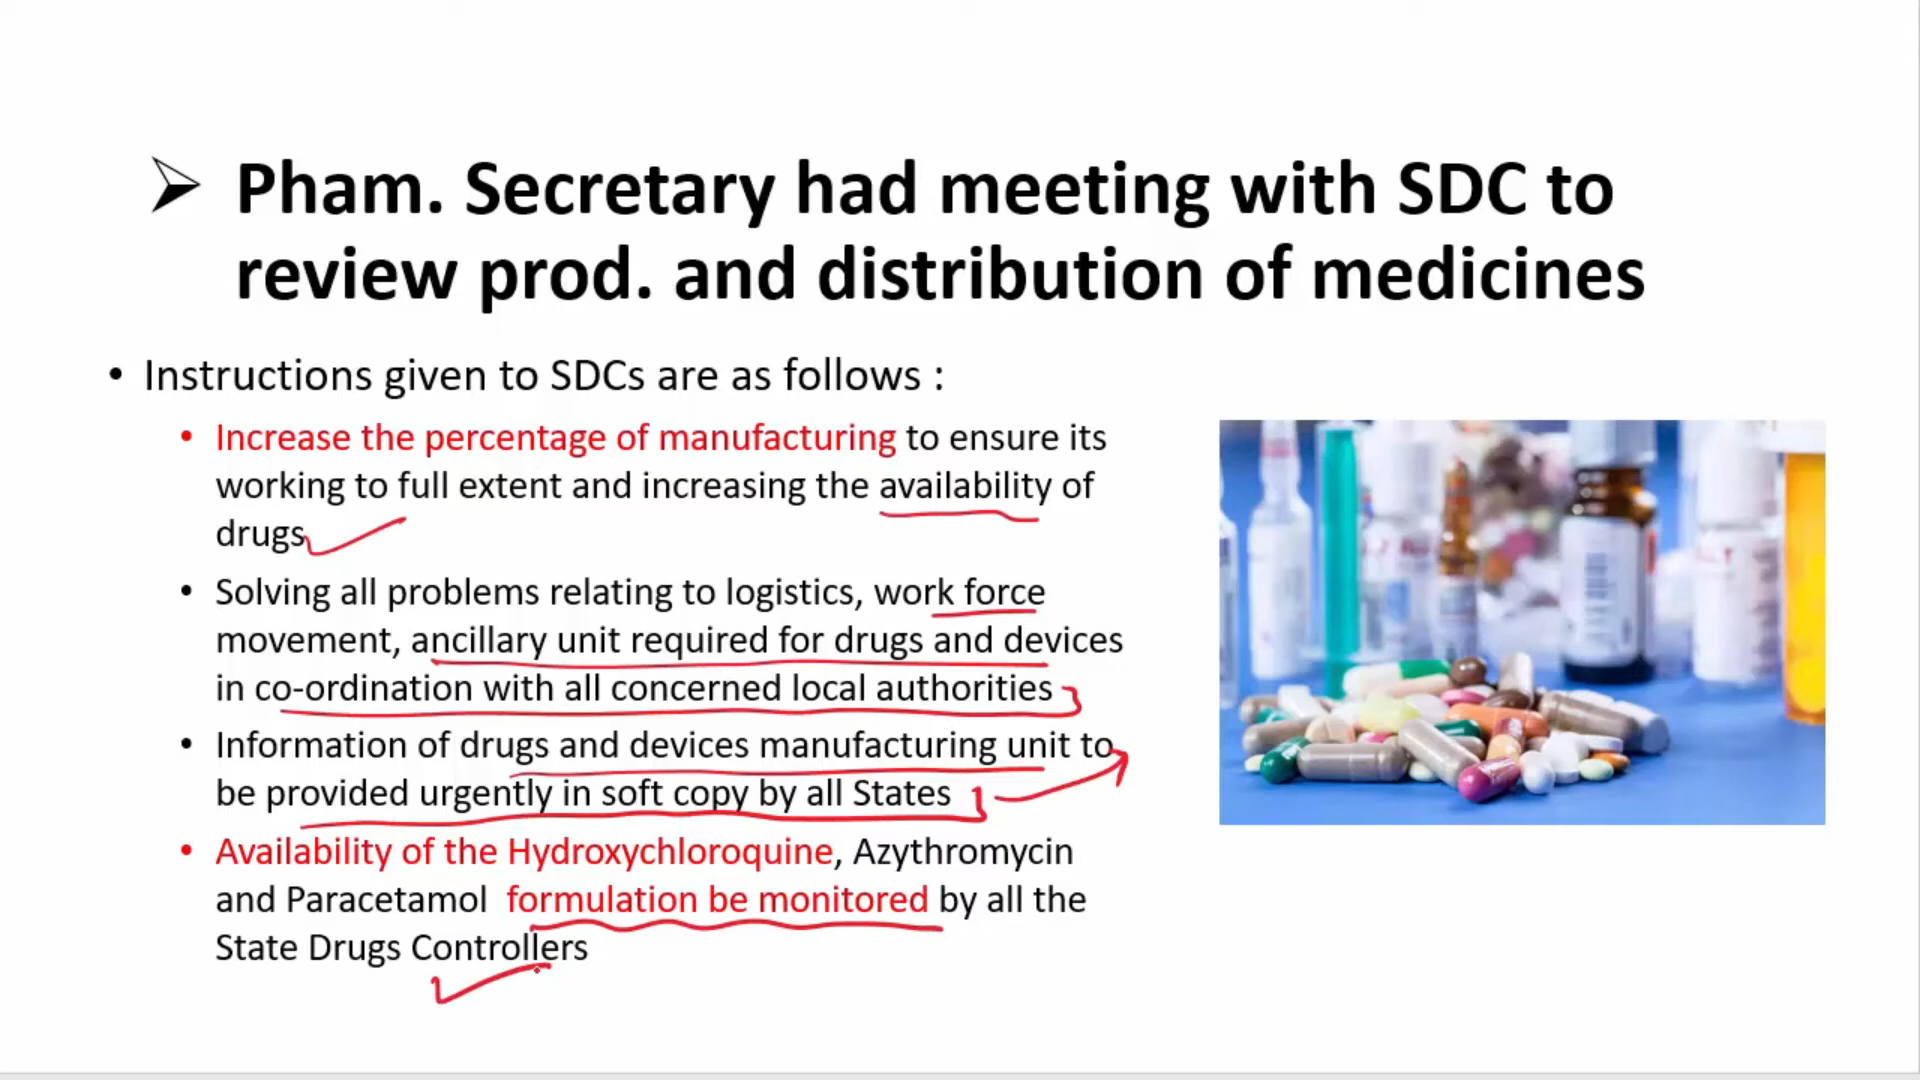 Pham. Secretary had meeting with SDC to
review prod. and distribution of medicines
• Instructions given to SDCs are as follows :
• Increase the percentage of manufacturing to ensure its
working to full extent and increasing the availability of
drugs
• Solving all problems relating to logistics, work force
movement, ancillary unit required for drugs and devices
in co-ordination with all concerned local authorities
• Information of drugs and devices manufacturing unit to
be provided urgently in soft copy by all States
• Availability of the Hydroxychloroquine, Azythromycin
and Paracetamol formulation be monitored by all the
State Drugs Controllers